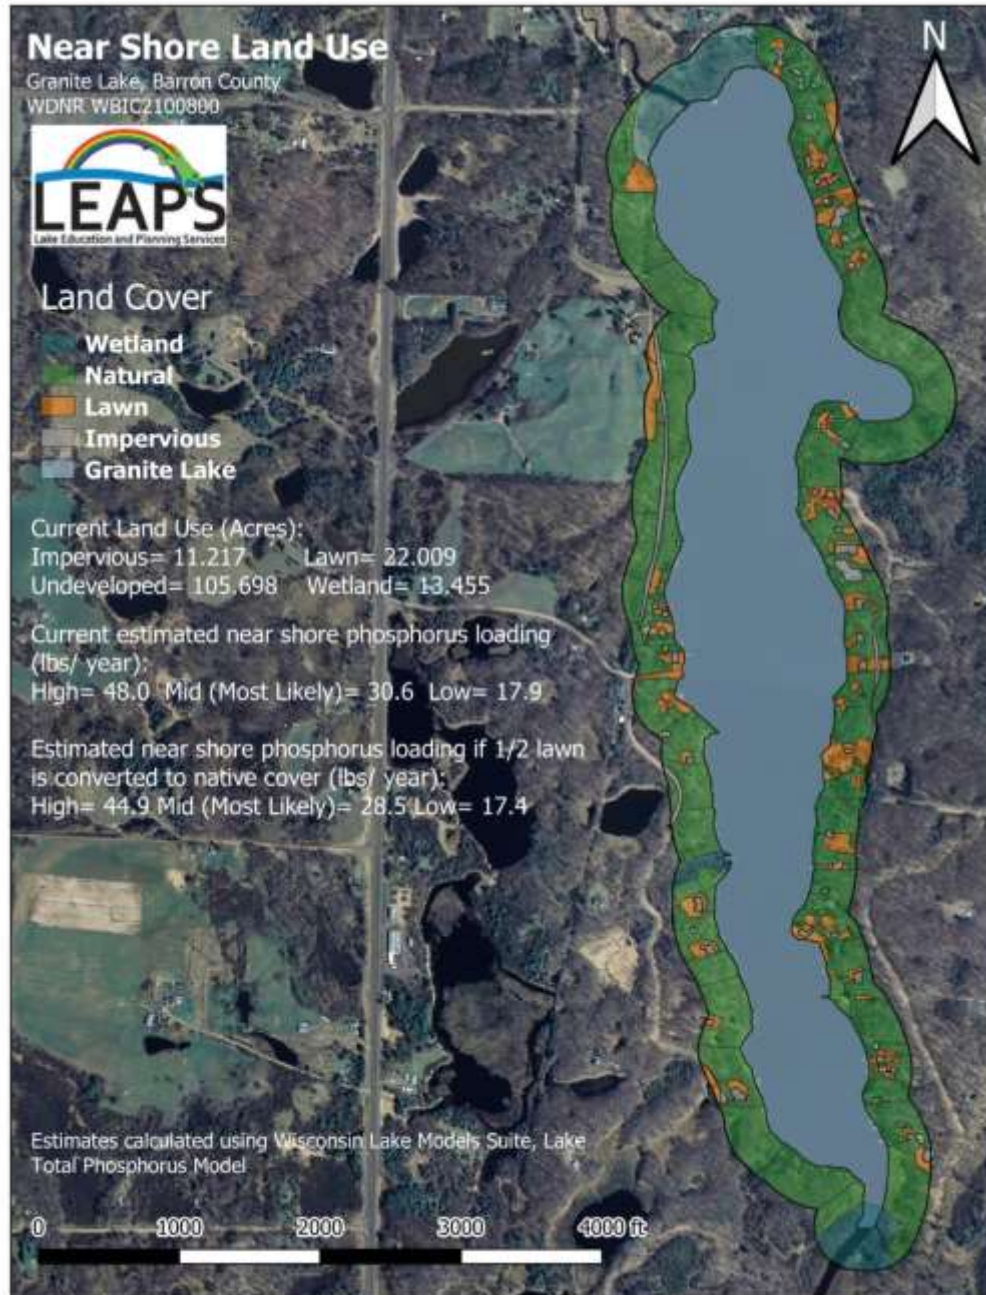 Near Shore Land Use
Granite Lake, Barron County
WDNR WBIC2100800
LEAPS
Lake Education and Planning Services
N
Land Cover
Wetland
Natural
Lawn
Impervious
Granite Lake
Current Land Use (Acres):
Impervious= 11.217 Lawn= 22.009
Undeveloped= 105.698 Wetland= 13.455
Current estimated near shore phosphorus loading
(lbs/ year):
High= 48.0 Mid (Most Likely)= 30.6 Low= 17.9
Estimated near shore phosphorus loading if 1/2 lawn
is converted to native cover (lbs/ year):
High= 44.9 Mid (Most Likely)= 28.5 Low= 17.4
Estimates calculated using Wisconsin Lake Models Suite, Lake
Total Phosphorus Model
0 1000 2000 3000 4000 ft